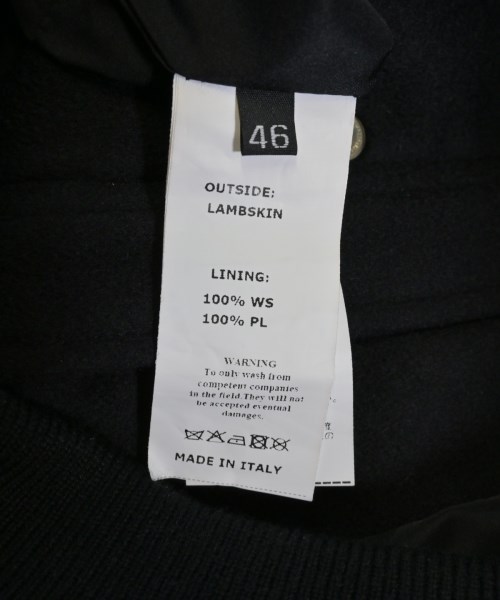 46
OUTSIDE:
LAMBSKIN
LINING:
100% WS
100% PL
WARNING
To only wash from
competent companies
in the field.They will not
be accepted eventual
damages.
MADE IN ITALY